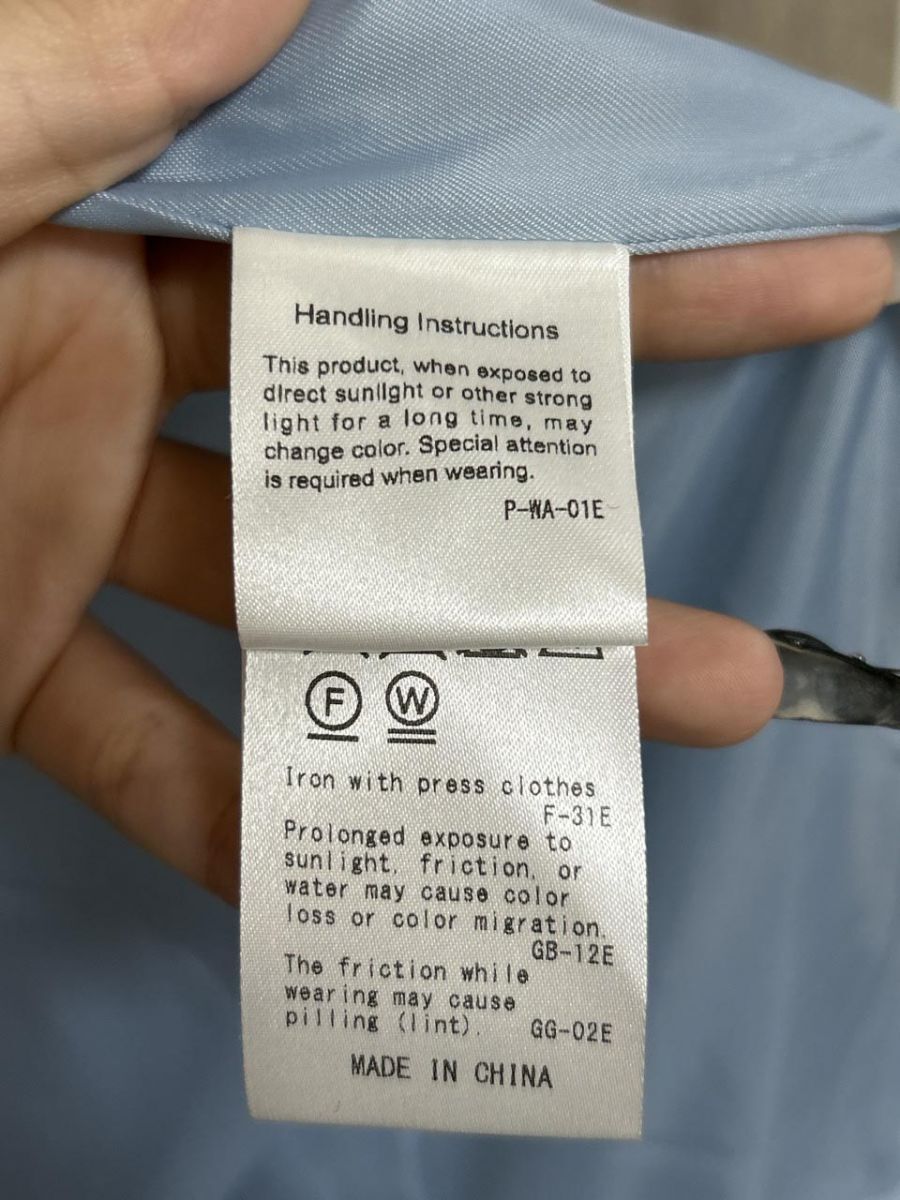 Handling Instructions
This product, when exposed to
direct sunlight or other strong
light for a long time, may
change color. Special attention
is required when wearing.
P-WA-01E
F W
Iron with press clothes
F-31E
Prolonged exposure to
sunlight, friction, or
water may cause color
loss or color migration.
GB-12E
The friction while
wearing may cause
pilling (lint). GG-02E
MADE IN CHINA